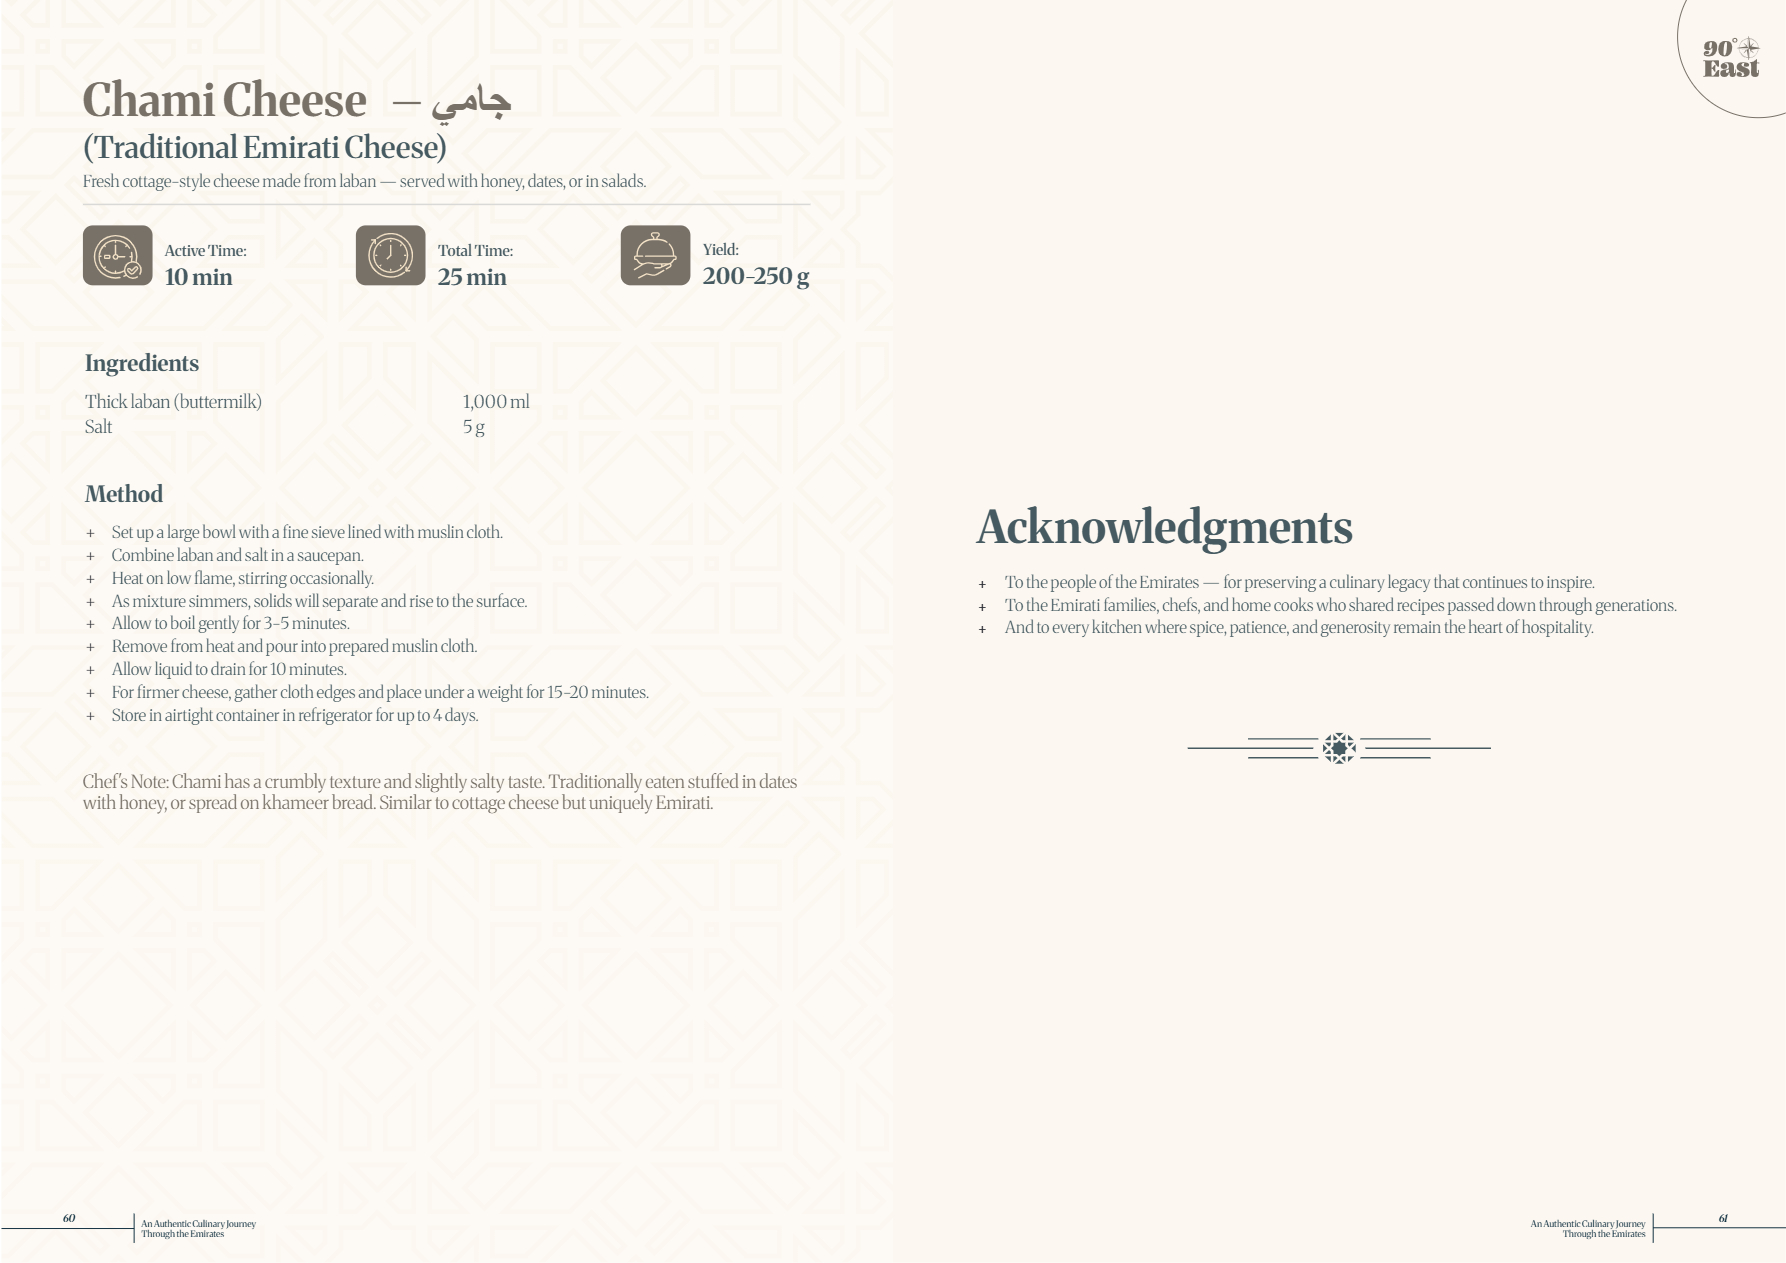 Chami Cheese – جامي
(Traditional Emirati Cheese)
Fresh cottage-style cheese made from laban — served with honey, dates, or in salads.
Active Time:
10 min
Total Time:
25 min
Yield:
200-250 g
Ingredients
Thick laban (buttermilk) 1,000 ml
Salt 5 g
Method
+ Set up a large bowl with a fine sieve lined with muslin cloth.
+ Combine laban and salt in a saucepan.
+ Heat on low flame, stirring occasionally.
+ As mixture simmers, solids will separate and rise to the surface.
+ Allow to boil gently for 3-5 minutes.
+ Remove from heat and pour into prepared muslin cloth.
+ Allow liquid to drain for 10 minutes.
+ For firmer cheese, gather cloth edges and place under a weight for 15-20 minutes.
+ Store in airtight container in refrigerator for up to 4 days.
Chef's Note: Chami has a crumbly texture and slightly salty taste. Traditionally eaten stuffed in dates
with honey, or spread on khameer bread. Similar to cottage cheese but uniquely Emirati.
60
An Authentic Culinary Journey
Through the Emirates
90°
East
Acknowledgments
+ To the people of the Emirates — for preserving a culinary legacy that continues to inspire.
+ To the Emirati families, chefs, and home cooks who shared recipes passed down through generations.
+ And to every kitchen where spice, patience, and generosity remain the heart of hospitality.
An Authentic Culinary Journey
Through the Emirates
61